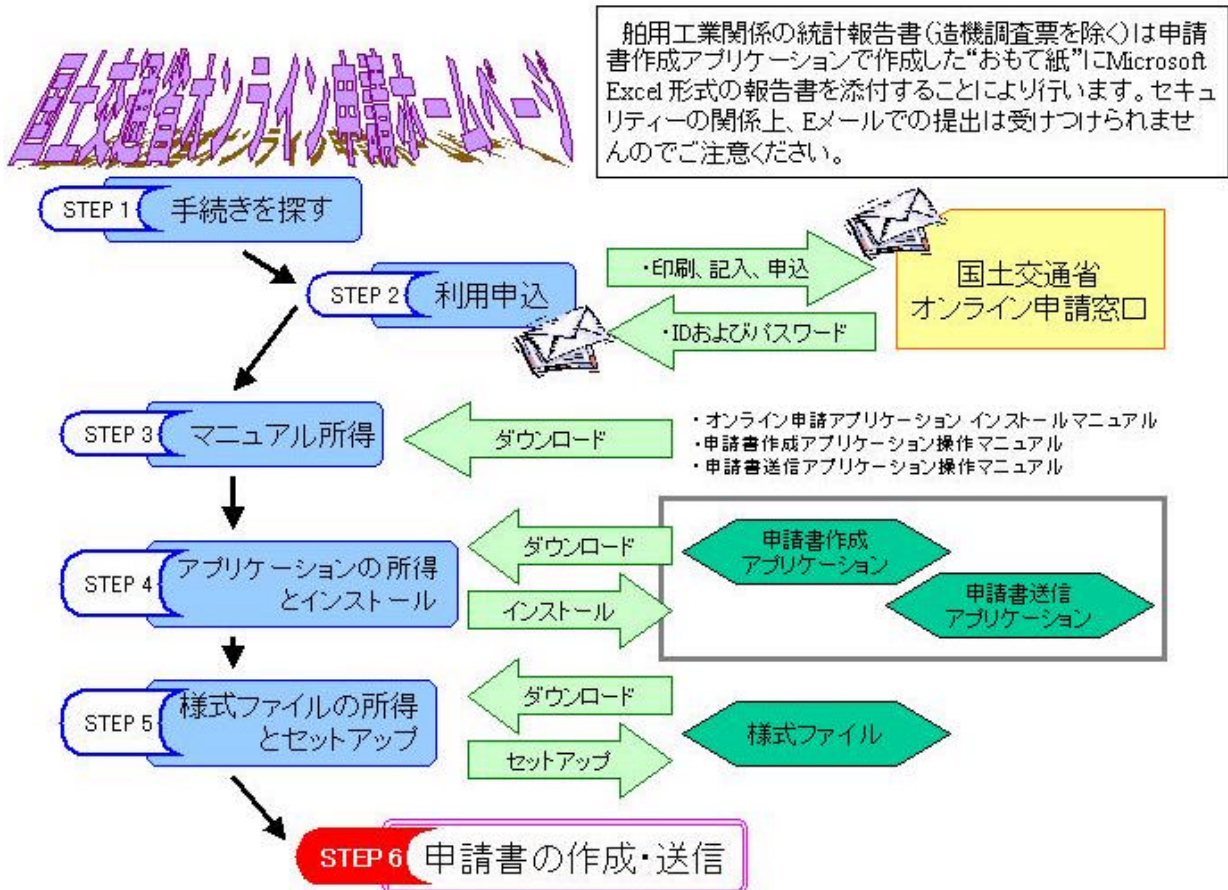 国土交通省オンライン申請ホームページ
舶用工業関係の統計報告書(造機調査票を除く)は申請
書作成アプリケーションで作成した“おもて紙”にMicrosoft
Excel 形式の報告書を添付することにより行います。セキュ
リティーの関係上、Eメールでの提出は受けつけられませ
んのでご注意ください。
STEP 1 手続きを探す
STEP 2 利用申込
・印刷、記入、申込
・IDおよびパスワード
国土交通省
オンライン申請窓口
STEP 3 マニュアル所得
ダウンロード
・オンライン申請アプリケーション インストールマニュアル
・申請書作成アプリケーション操作マニュアル
・申請書送信アプリケーション操作マニュアル
STEP 4 アプリケーションの所得
とインストール
ダウンロード
インストール
申請書作成
アプリケーション
申請書送信
アプリケーション
STEP 5 様式ファイルの所得
とセットアップ
ダウンロード
セットアップ
様式ファイル
STEP 6 申請書の作成・送信